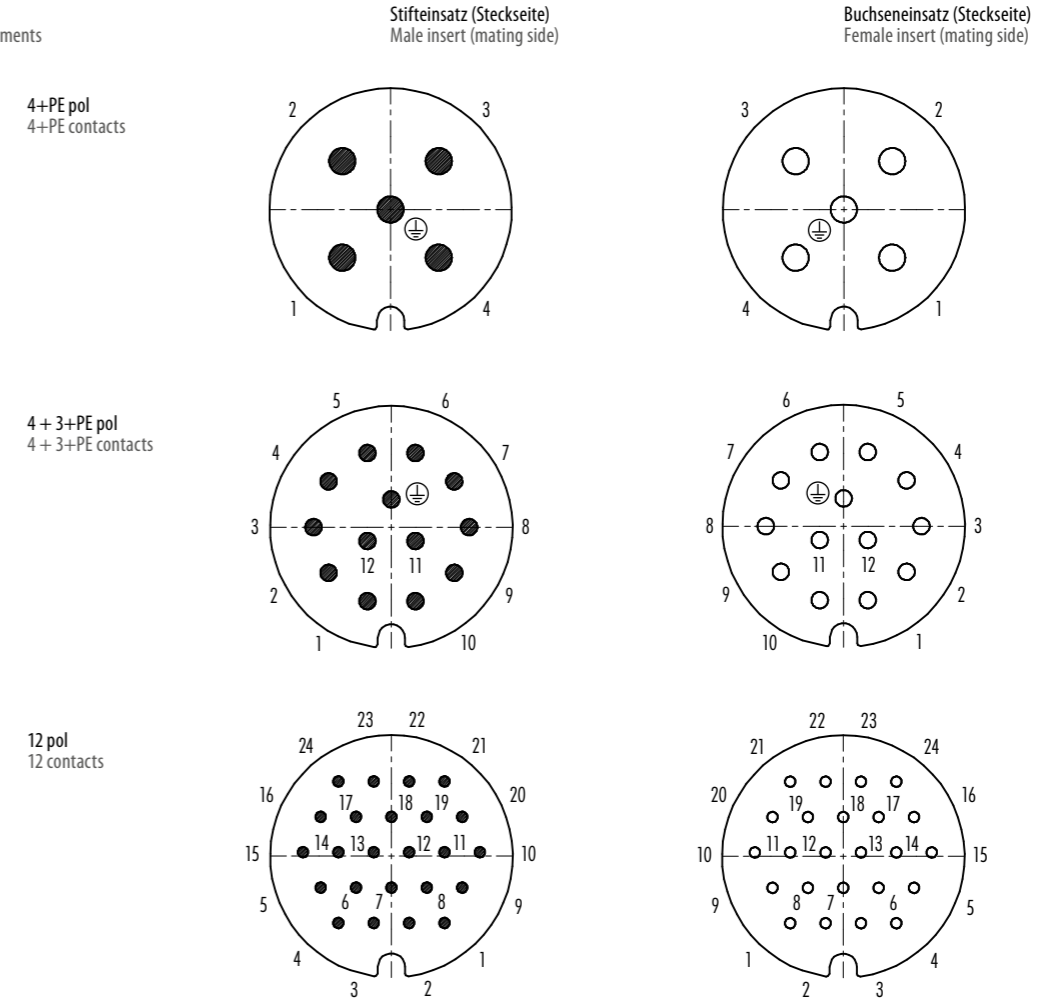 Stifteinsatz (Steckseite)
Buchseneinsatz (Steckseite)
ments
Male insert (mating side)
Female insert (mating side)
4+PE pol
4+PE contacts
2 3
3 2
1 4
4 1
4 + 3+PE pol
4 + 3+PE contacts
5 6
6 5
4 7
7 4
3 8
8 3
12 11
11 12
2 9
9 2
1 10
10 1
12 pol
12 contacts
23 22
22 23
24 21
21 24
16 20
20 16
17 18 19
19 18 17
15 14 13 12 11 10
10 11 12 13 14 15
5 6 7 8 9
9 8 7 6 5
4 1
1 4
3 2
2 3